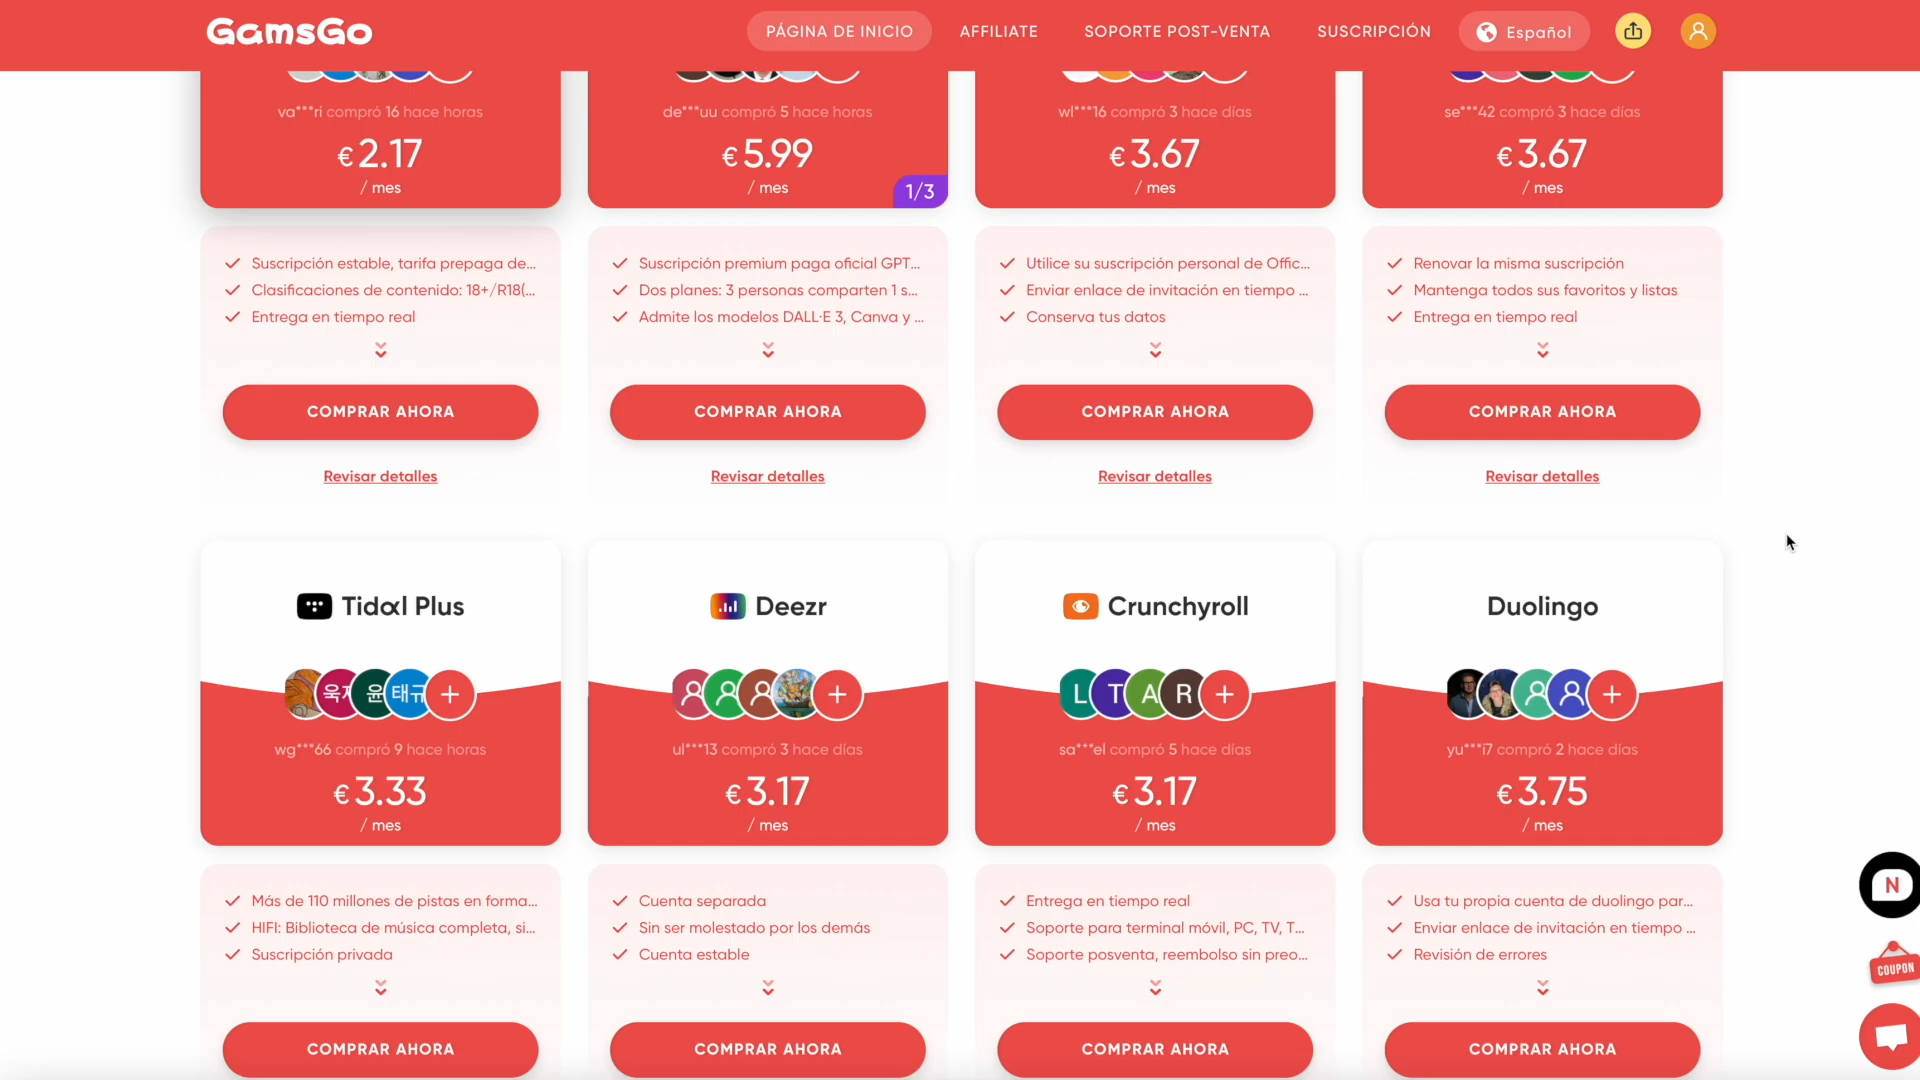 GamsGo
PÁGINA DE INICIO
AFFILIATE
SOPORTE POST-VENTA
SUSCRIPCIÓN
Español
va***ri compró 16 hace horas
€ 2.17
/ mes
de***uu compró 5 hace horas
€ 5.99
/ mes
1/3
wl***16 compró 3 hace días
€ 3.67
/ mes
se***42 compró 3 hace días
€ 3.67
/ mes
Suscripción estable, tarifa prepaga de...
Clasificaciones de contenido: 18+/R18(...
Entrega en tiempo real
COMPRAR AHORA
Revisar detalles
Suscripción premium paga oficial GPT...
Dos planes: 3 personas comparten 1 s...
Admite los modelos DALL·E 3, Canva y ...
COMPRAR AHORA
Revisar detalles
Utilice su suscripción personal de Offic...
Enviar enlace de invitación en tiempo ...
Conserva tus datos
COMPRAR AHORA
Revisar detalles
Renovar la misma suscripción
Mantenga todos sus favoritos y listas
Entrega en tiempo real
COMPRAR AHORA
Revisar detalles
Tidal Plus
욱
윤
태규
wg***66 compró 9 hace horas
€ 3.33
/ mes
Más de 110 millones de pistas en forma...
HIFI: Biblioteca de música completa, si...
Suscripción privada
COMPRAR AHORA
Deezr
ul***13 compró 3 hace días
€ 3.17
/ mes
Cuenta separada
Sin ser molestado por los demás
Cuenta estable
COMPRAR AHORA
Crunchyroll
L T A R
sa***el compró 5 hace días
€ 3.17
/ mes
Entrega en tiempo real
Soporte para terminal móvil, PC, TV, T...
Soporte posventa, reembolso sin preo...
COMPRAR AHORA
Duolingo
yu***i7 compró 2 hace días
€ 3.75
/ mes
Usa tu propia cuenta de duolingo par...
Enviar enlace de invitación en tiempo ...
Revisión de errores
COMPRAR AHORA
N
COUPON